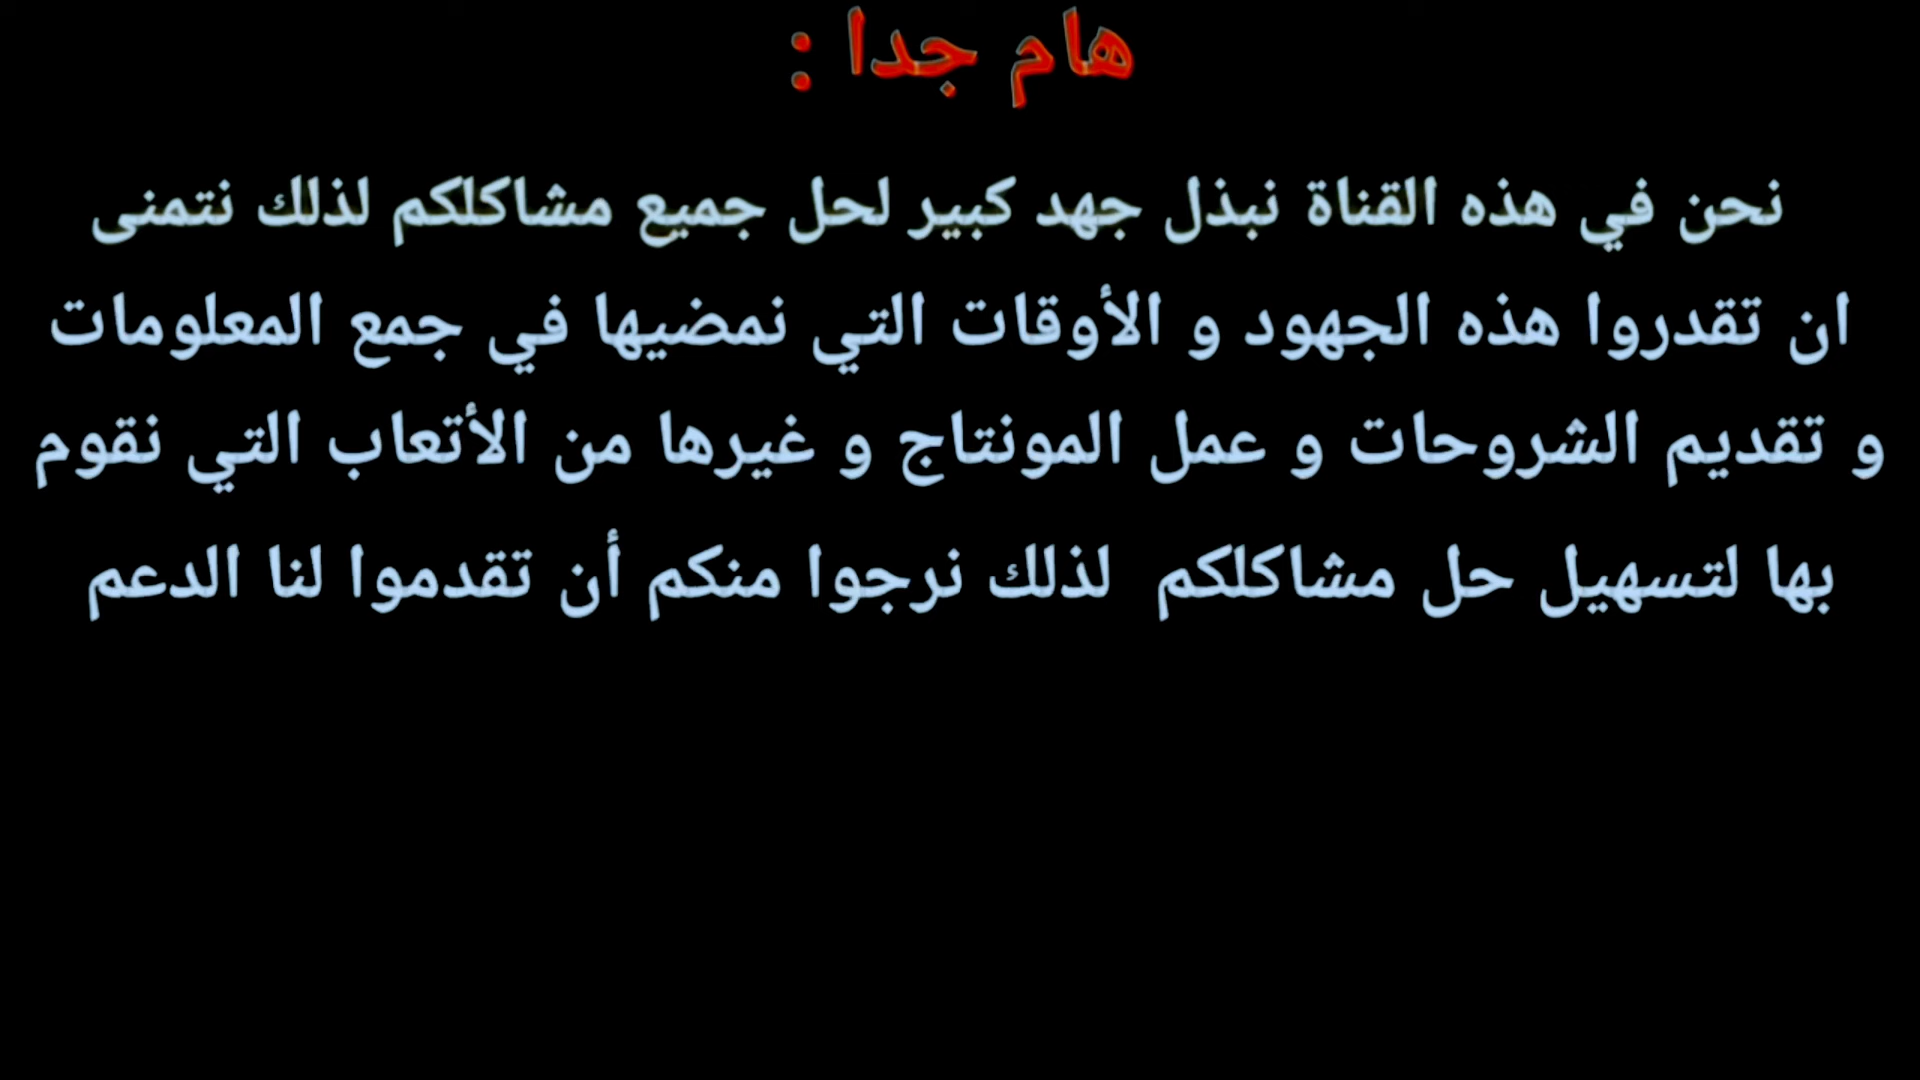 هام جدا :
نحن في هذه القناة نبذل جهد كبير لحل جميع مشاكلكم لذلك نتمنى
ان تقدروا هذه الجهود و الأوقات التي نمضيها في جمع المعلومات
و تقديم الشروحات و عمل المونتاج و غيرها من الأتعاب التي نقوم
بها لتسهيل حل مشاكلكم لذلك نرجوا منكم أن تقدموا لنا الدعم